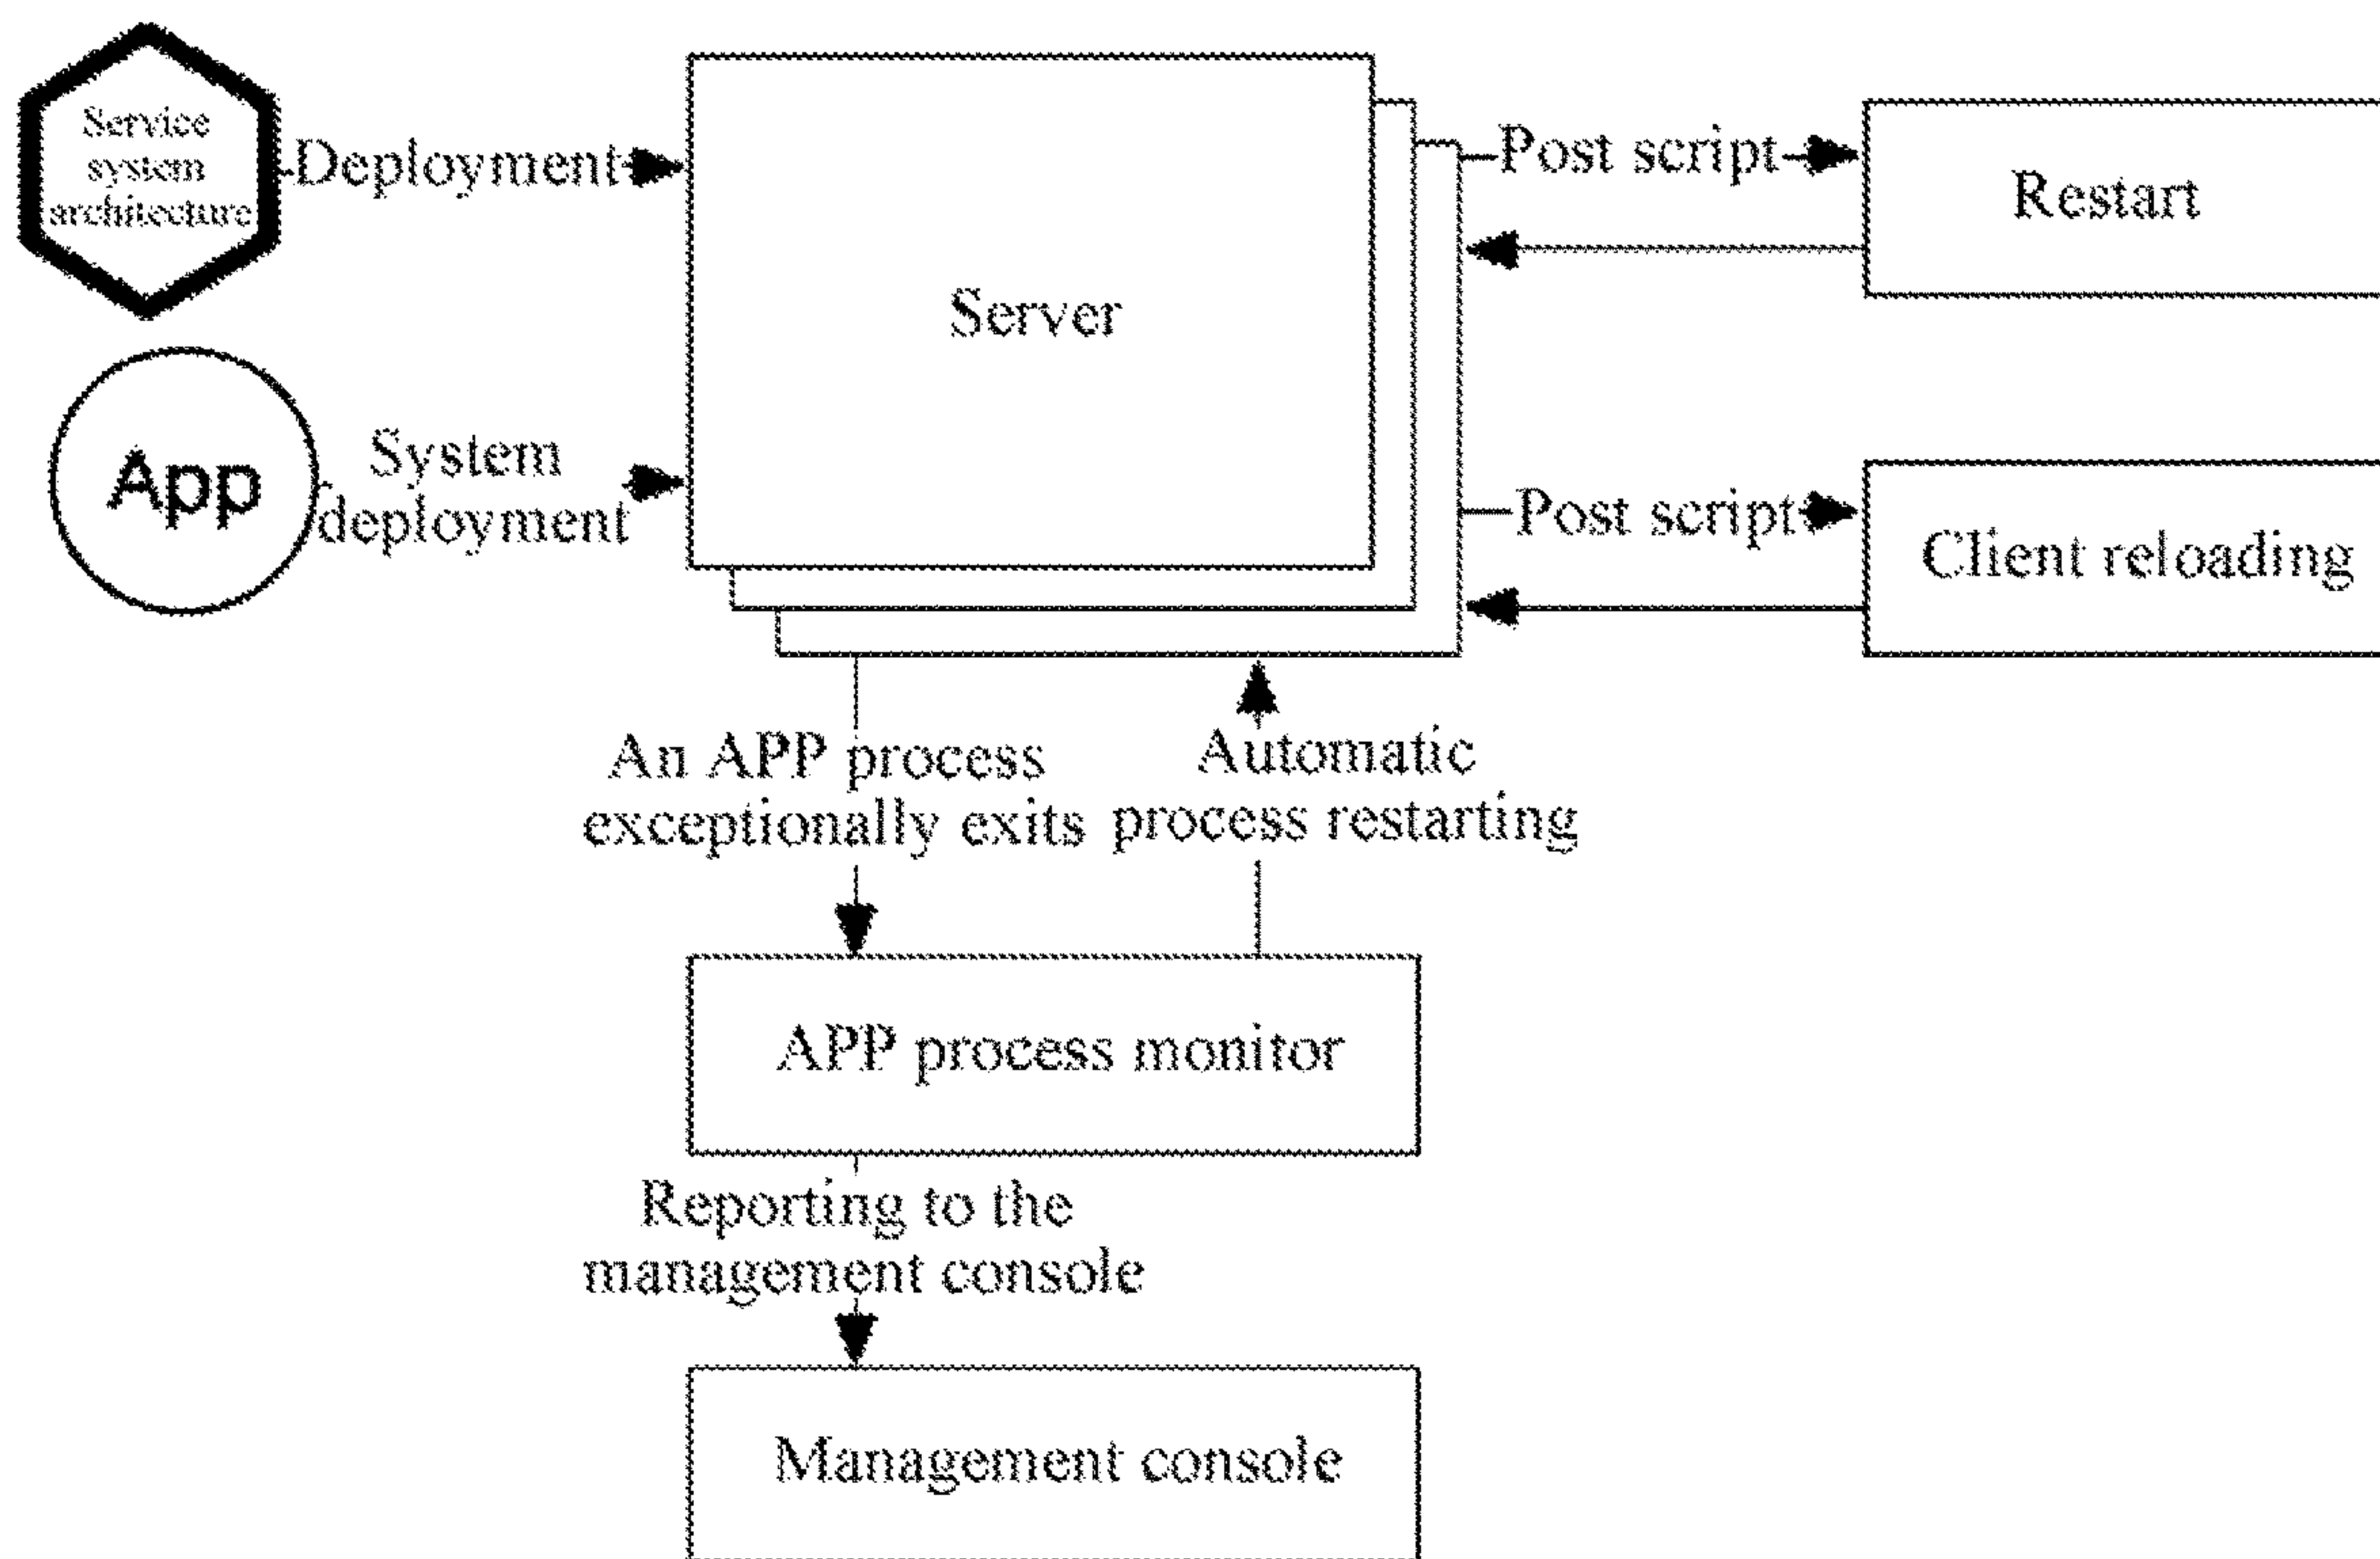 Service
system
architecture
Deployment
Server
Post script
Restart
App
System
deployment
Post script
Client reloading
An APP process
exceptionally exits
Automatic
process restarting
APP process monitor
Reporting to the
management console
Management console